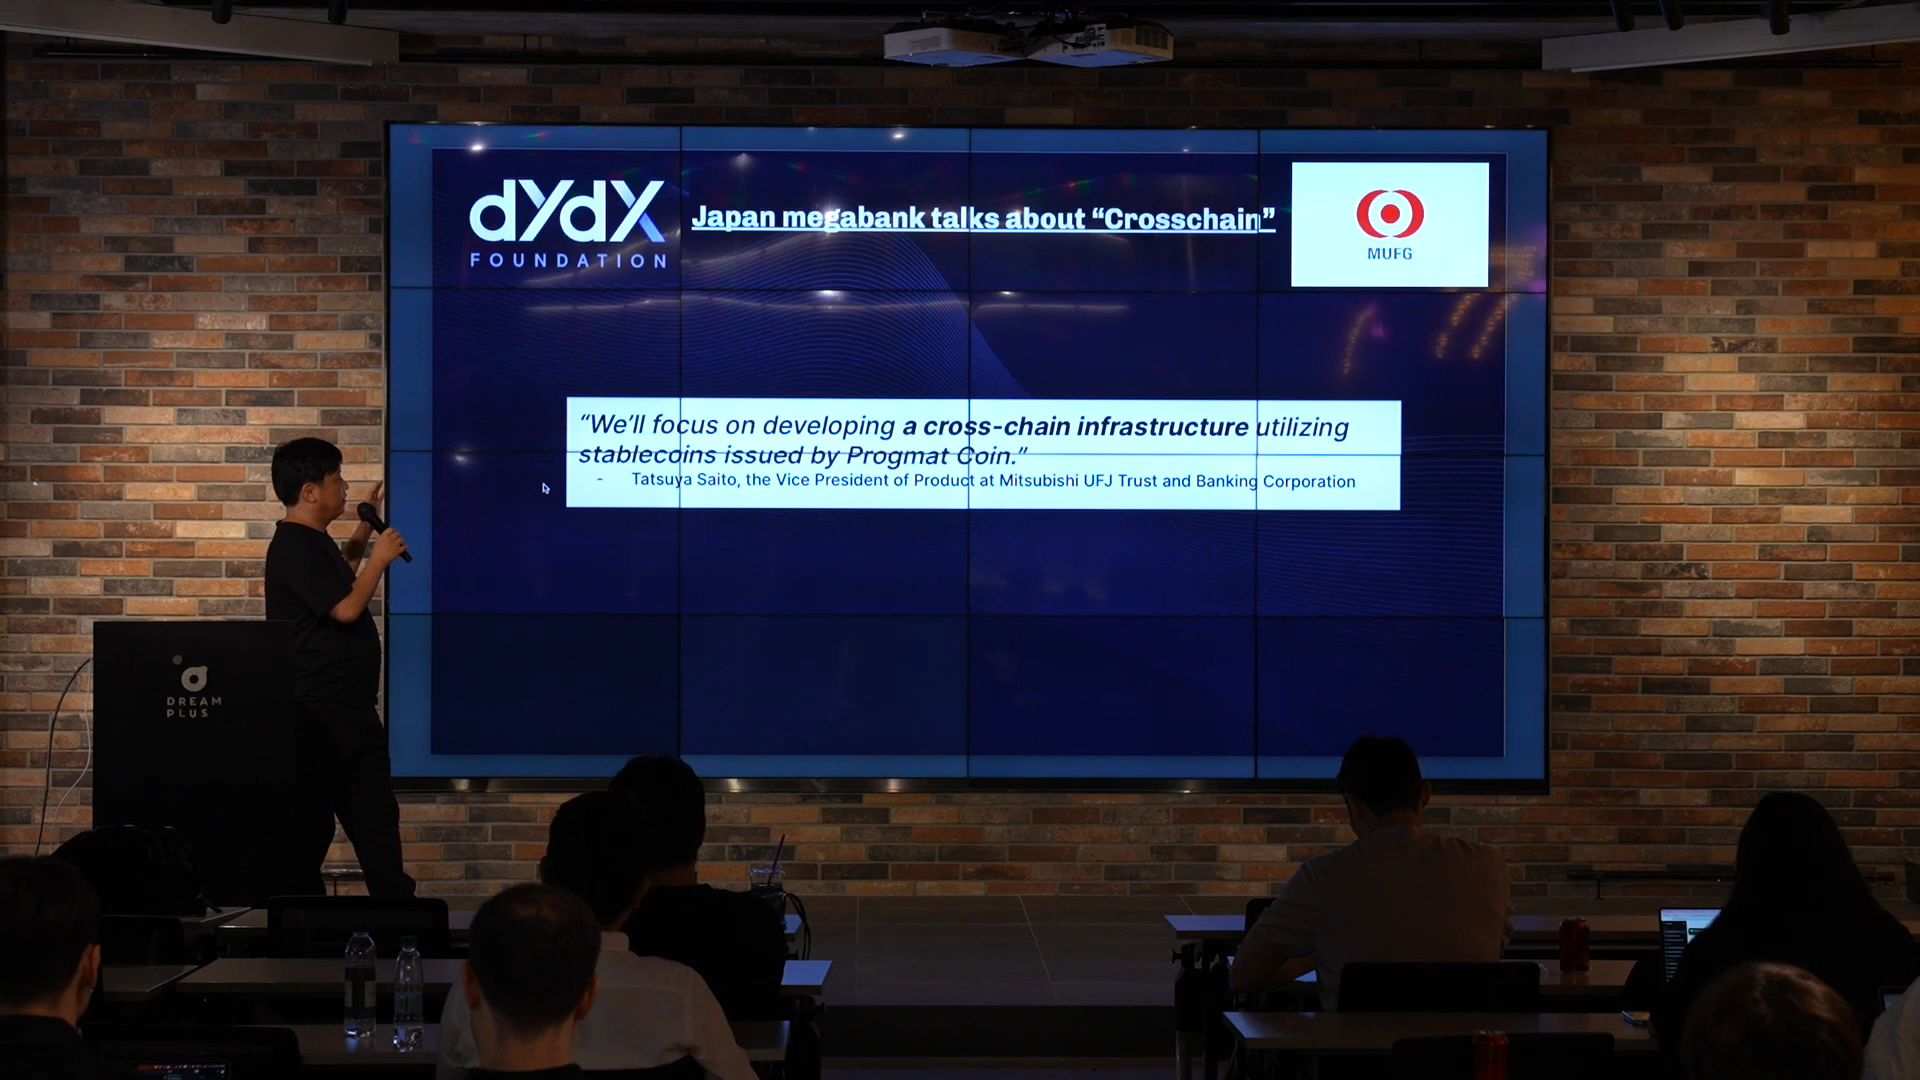 dYdX
FOUNDATION
Japan megabank talks about “Crosschain”
MUFG
“We’ll focus on developing a cross-chain infrastructure utilizing
stablecoins issued by Progmat Coin.”
- Tatsuya Saito, the Vice President of Product at Mitsubishi UFJ Trust and Banking Corporation
DREAM
PLUS